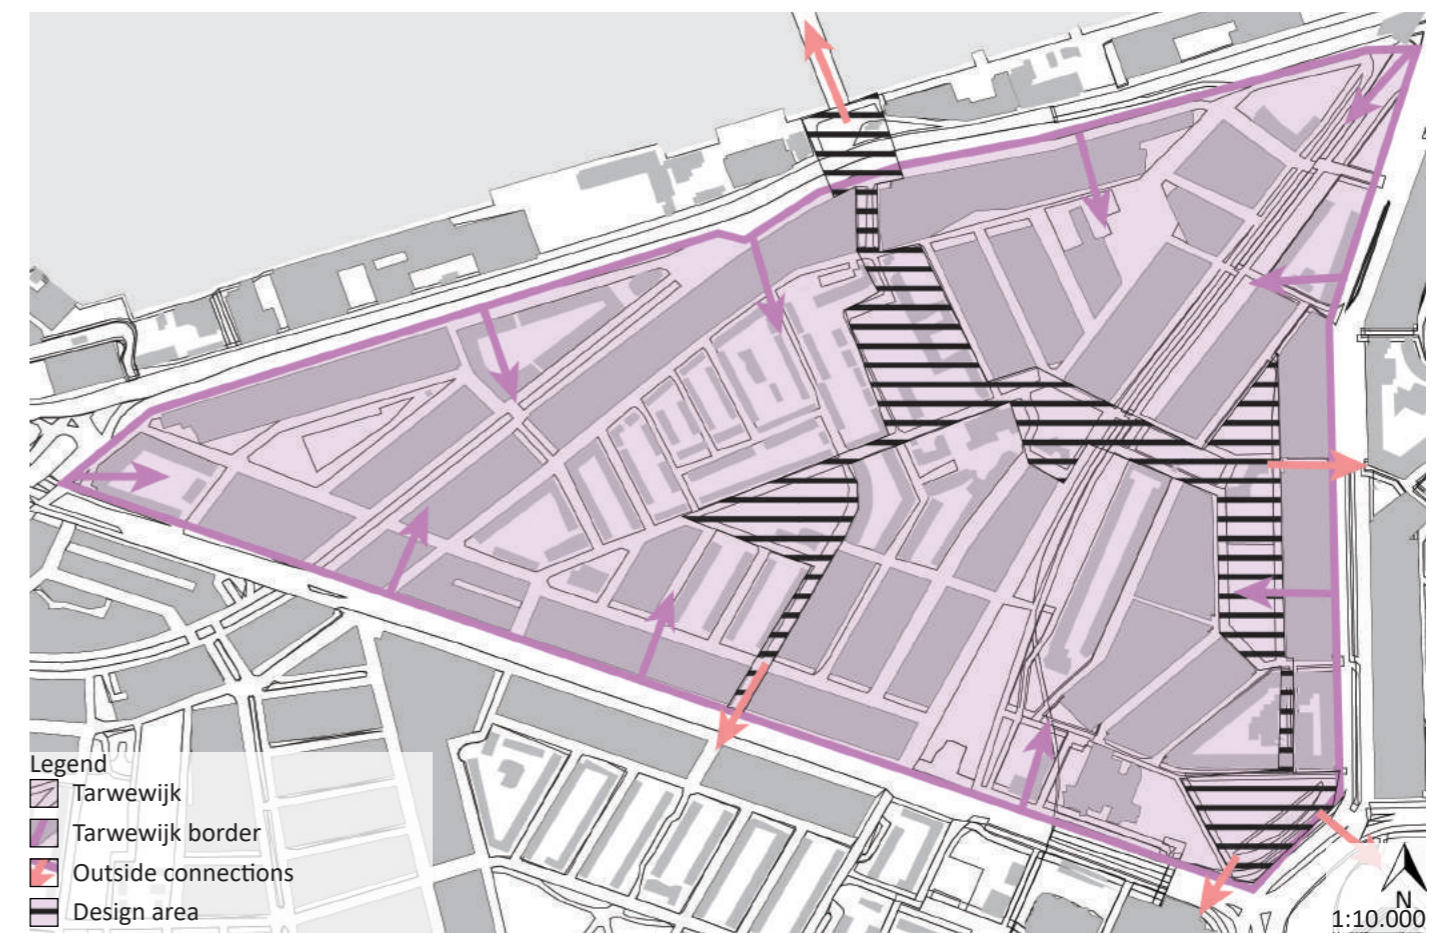 Legend
Tarwewijk
Tarwewijk border
Outside connections
Design area
N
1:10.000